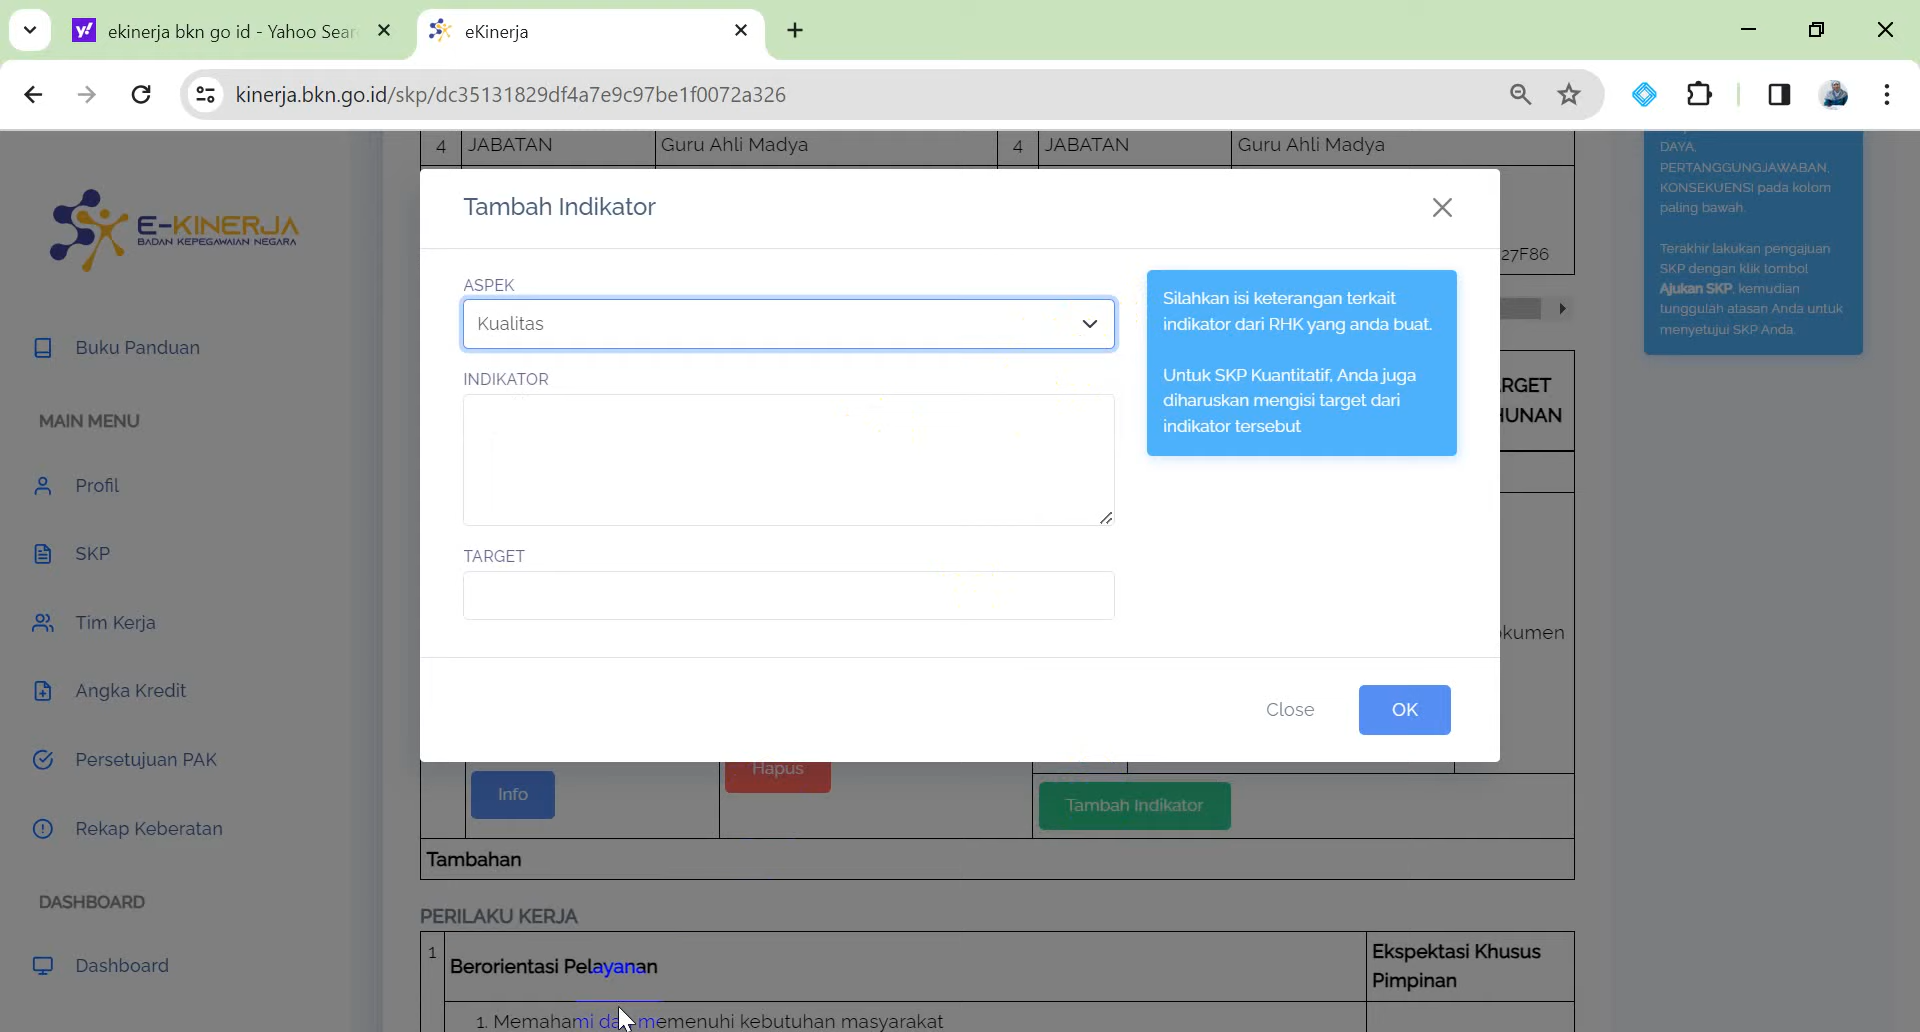 ekinerja bkn go id - Yahoo Sear
eKinerja
kinerja.bkn.go.id/skp/dc35131829df4a7e9c97be1f0072a326
4 JABATAN Guru Ahli Madya 4 JABATAN Guru Ahli Madya
27F86
E-KINERJA
BADAN KEPEGAWAIAN NEGARA
Buku Panduan
MAIN MENU
Profil
SKP
Tim Kerja
Angka Kredit
Persetujuan PAK
Rekap Keberatan
DASHBOARD
Dashboard
Tambah Indikator
ASPEK
Kualitas
INDIKATOR
TARGET
Silahkan isi keterangan terkait
indikator dari RHK yang anda buat.
Untuk SKP Kuantitatif, Anda juga
diharuskan mengisi target dari
indikator tersebut
Close
OK
DAYA,
PERTANGGUNGJAWABAN,
KONSEKUENSI pada kolom
paling bawah.
Terakhir lakukan pengajuan
SKP dengan klik tombol
Ajukan SKP, kemudian
tunggulah atasan Anda untuk
menyetujui SKP Anda.
RGET
HUNAN
okumen
Info
Hapus
Tambah Indikator
Tambahan
PERILAKU KERJA
1 Berorientasi Pelayanan
Ekspektasi Khusus
Pimpinan
1. Memahami da memenuhi kebutuhan masyarakat